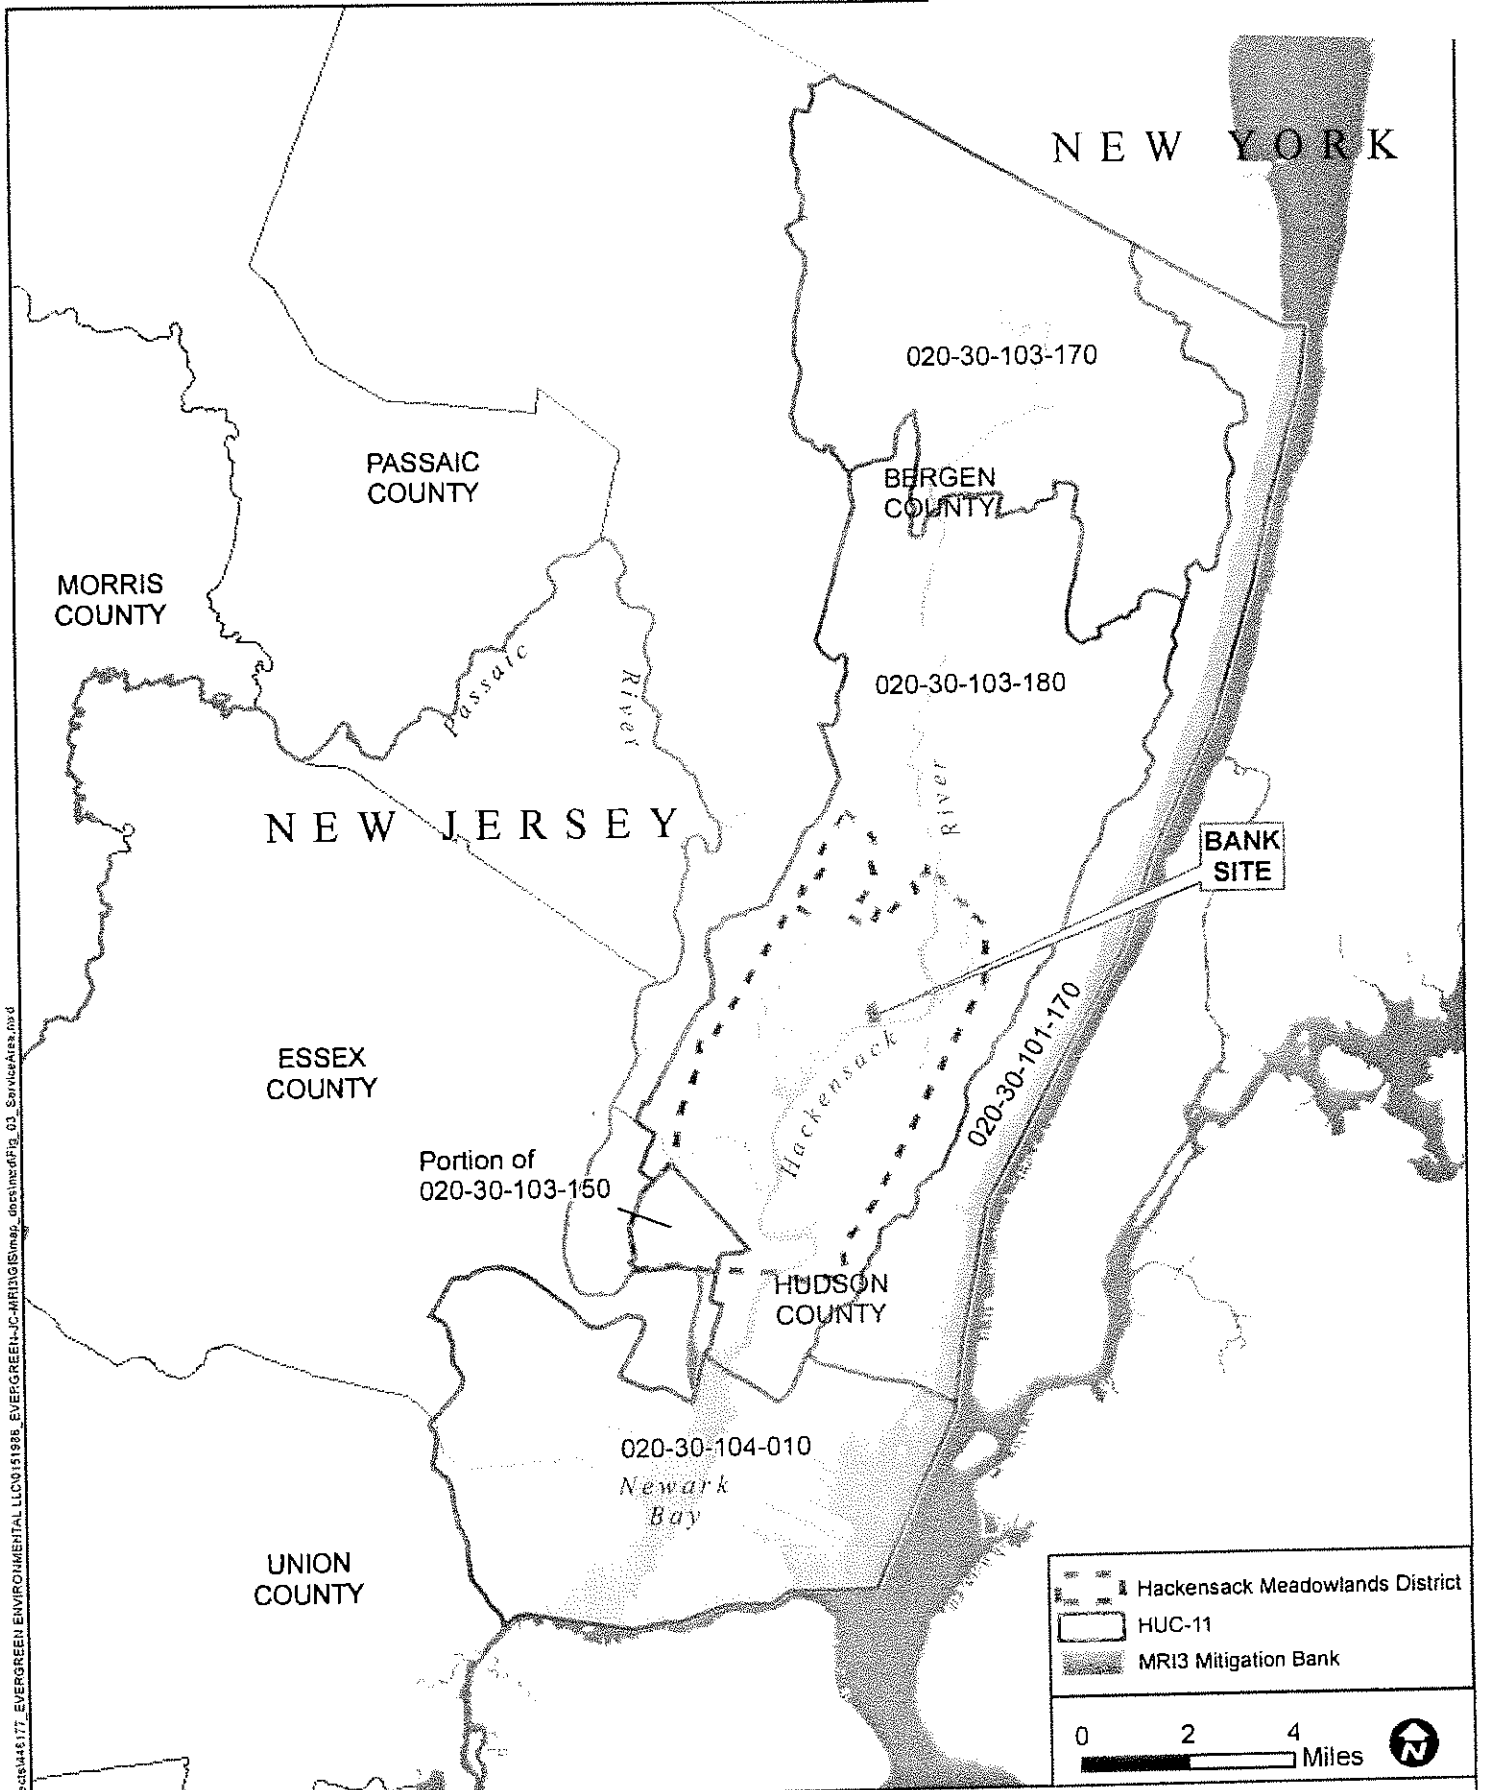 NEW YORK
020-30-103-170
PASSAIC
COUNTY
BERGEN
COUNTY
MORRIS
COUNTY
Passaic
River
020-30-103-180
River
NEW JERSEY
BANK
SITE
ESSEX
COUNTY
Hackensack
020-30-101-170
Portion of
020-30-103-150
HUDSON
COUNTY
020-30-104-010
Newark
Bay
UNION
COUNTY
Hackensack Meadowlands District
HUC-11
MRI3 Mitigation Bank
0 2 4
Miles
N
EVERGREEN ENVIRONMENTAL